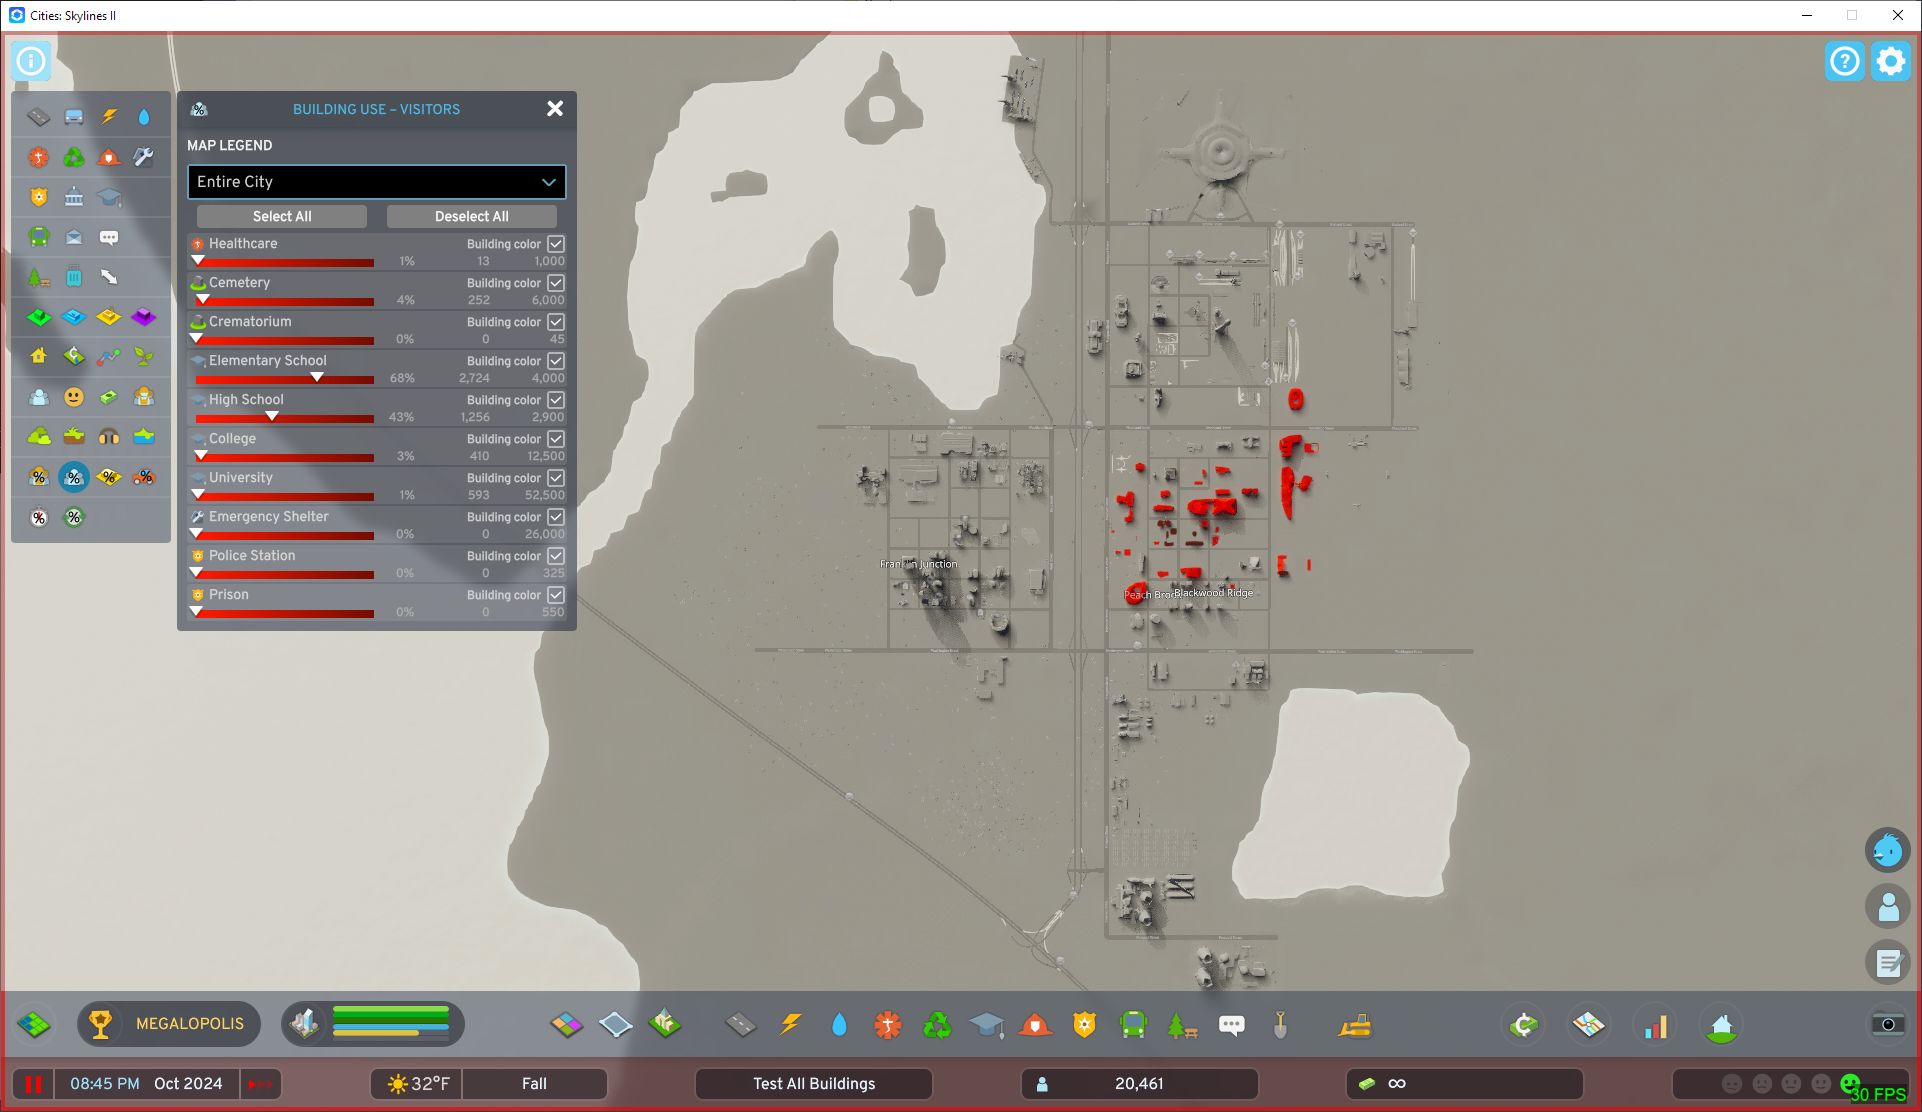 Cities: Skylines II
BUILDING USE – VISITORS
MAP LEGEND
Entire City
Select All
Deselect All
Healthcare Building color
1% 13 1,000
Cemetery Building color
4% 252 6,000
Crematorium Building color
0% 0 45
Elementary School Building color
68% 2,724 4,000
High School Building color
43% 1,256 2,900
College Building color
3% 410 12,500
University Building color
1% 593 52,500
Emergency Shelter Building color
0% 0 26,000
Police Station Building color
0% 0 325
Prison Building color
0% 0 550
Franklin Junction
Peach Broo
Blackwood Ridge
MEGALOPOLIS
08:45 PM Oct 2024
32°F Fall
Test All Buildings
20,461
∞
30 FPS